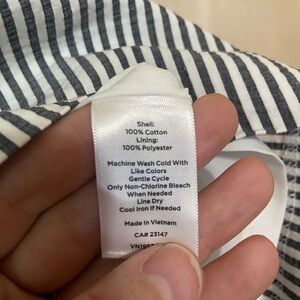 Shell:
100% Cotton
Lining:
100% Polyester
Machine Wash Cold With
Like Colors
Gentle Cycle
Only Non-Chlorine Bleach
When Needed
Line Dry
Cool Iron If Needed
Made In Vietnam
CA# 23147